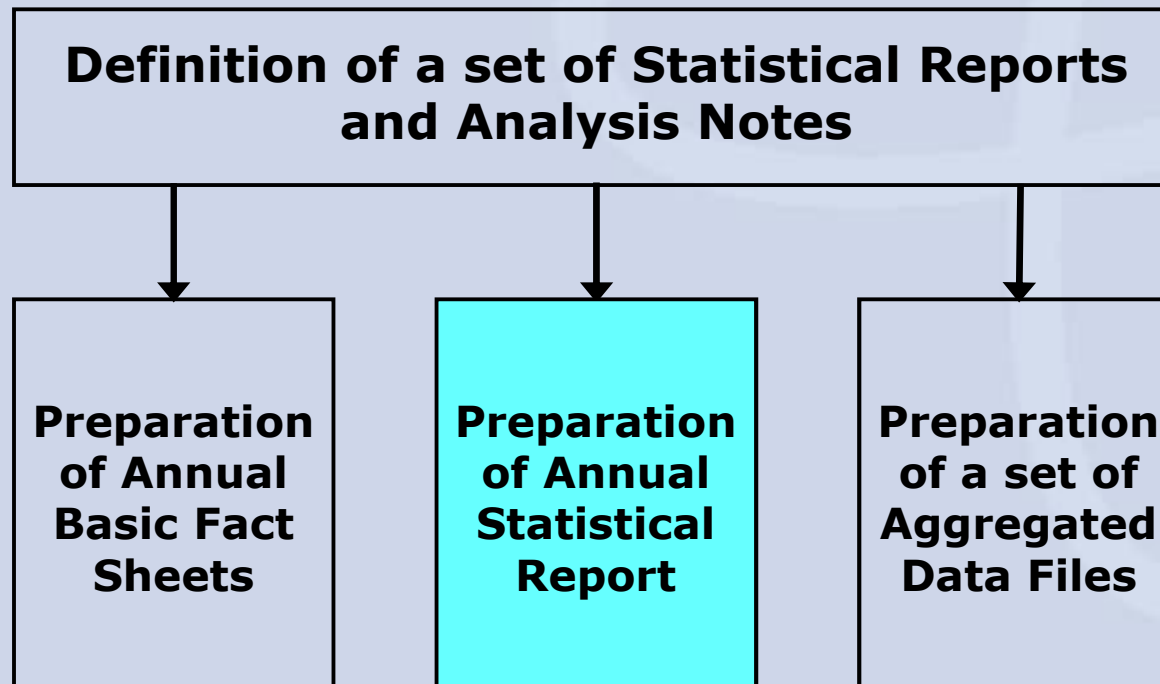 Definition of a set of Statistical Reports
and Analysis Notes
Preparation
of Annual
Basic Fact
Sheets
Preparation
of Annual
Statistical
Report
Preparation
of a set of
Aggregated
Data Files